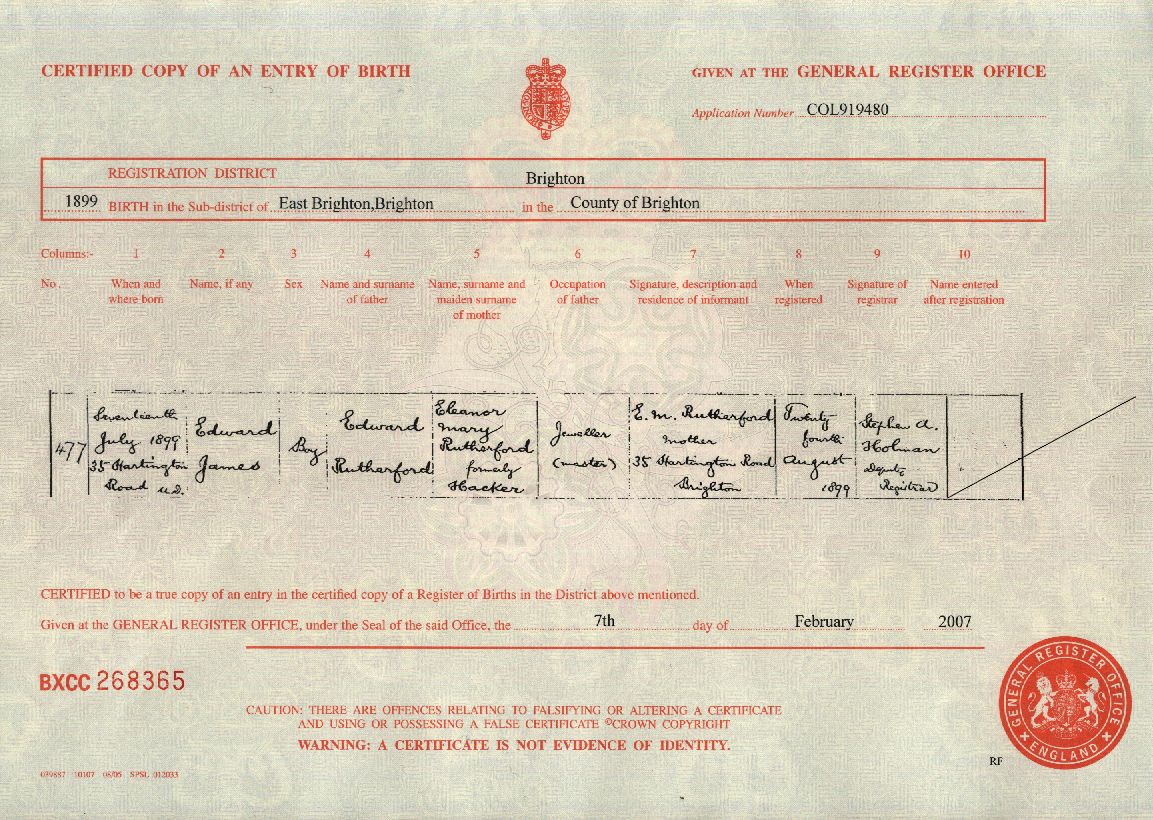 CERTIFIED COPY OF AN ENTRY OF BIRTH
GIVEN AT THE GENERAL REGISTER OFFICE
Application Number COL919480
REGISTRATION DISTRICT Brighton
1899 BIRTH in the Sub-district of East Brighton,Brighton in the County of Brighton
Columns:- 1 2 3 4 5 6 7 8 9 10
No. When and where born Name, if any Sex Name and surname of father Name, surname and maiden surname of mother Occupation of father Signature, description and residence of informant When registered Signature of registrar Name entered after registration
477
Seventeenth
July 1899
35 Hartington
Road U.D.
Edward
James
Boy
Edward
Rutherford
Eleanor
Mary
Rutherford
formerly
Hacker
Jeweller
(master)
E. M. Rutherford
Mother
35 Hartington Road
Brighton
Twenty
fourth
August
1899
Stephen A.
Holman
Deputy
Registrar
CERTIFIED to be a true copy of an entry in the certified copy of a Register of Births in the District above mentioned.
Given at the GENERAL REGISTER OFFICE, under the Seal of the said Office, the 7th day of February 2007
BXCC 268365
CAUTION: THERE ARE OFFENCES RELATING TO FALSIFYING OR ALTERING A CERTIFICATE
AND USING OR POSSESSING A FALSE CERTIFICATE ©CROWN COPYRIGHT
WARNING: A CERTIFICATE IS NOT EVIDENCE OF IDENTITY.
GENERAL REGISTER OFFICE
ENGLAND
RF
039887 10107 08/06 SPSL 012033